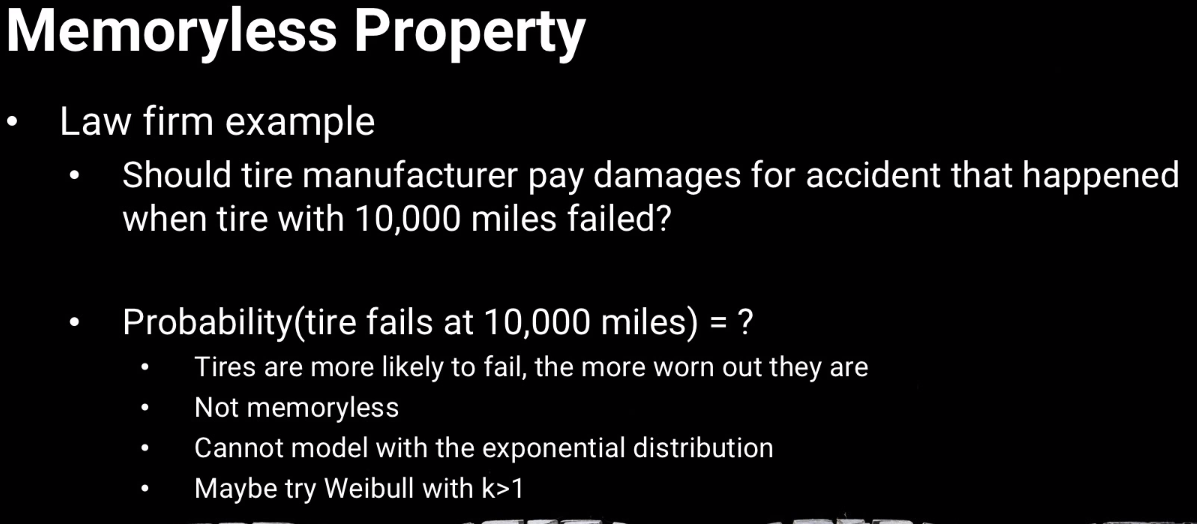 Memoryless Property
• Law firm example
• Should tire manufacturer pay damages for accident that happened
when tire with 10,000 miles failed?
• Probability(tire fails at 10,000 miles) = ?
• Tires are more likely to fail, the more worn out they are
• Not memoryless
• Cannot model with the exponential distribution
• Maybe try Weibull with k>1